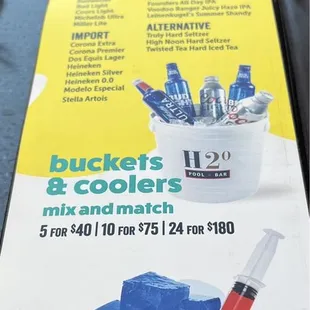 Bud Light
Coors Light
Michelob Ultra
Miller Lite
IMPORT
Corona Extra
Corona Premier
Dos Equis Lager
Heineken
Heineken Silver
Heineken 0.0
Modelo Especial
Stella Artois
Founders All Day IPA
Voodoo Ranger Juicy Haze IPA
Leinenkugel's Summer Shandy
ALTERNATIVE
Truly Hard Seltzer
High Noon Hard Seltzer
Twisted Tea Hard Iced Tea
ULTRA
H2O
POOL + BAR
buckets
& coolers
mix and match
5 FOR $40 | 10 FOR $75 | 24 FOR $180